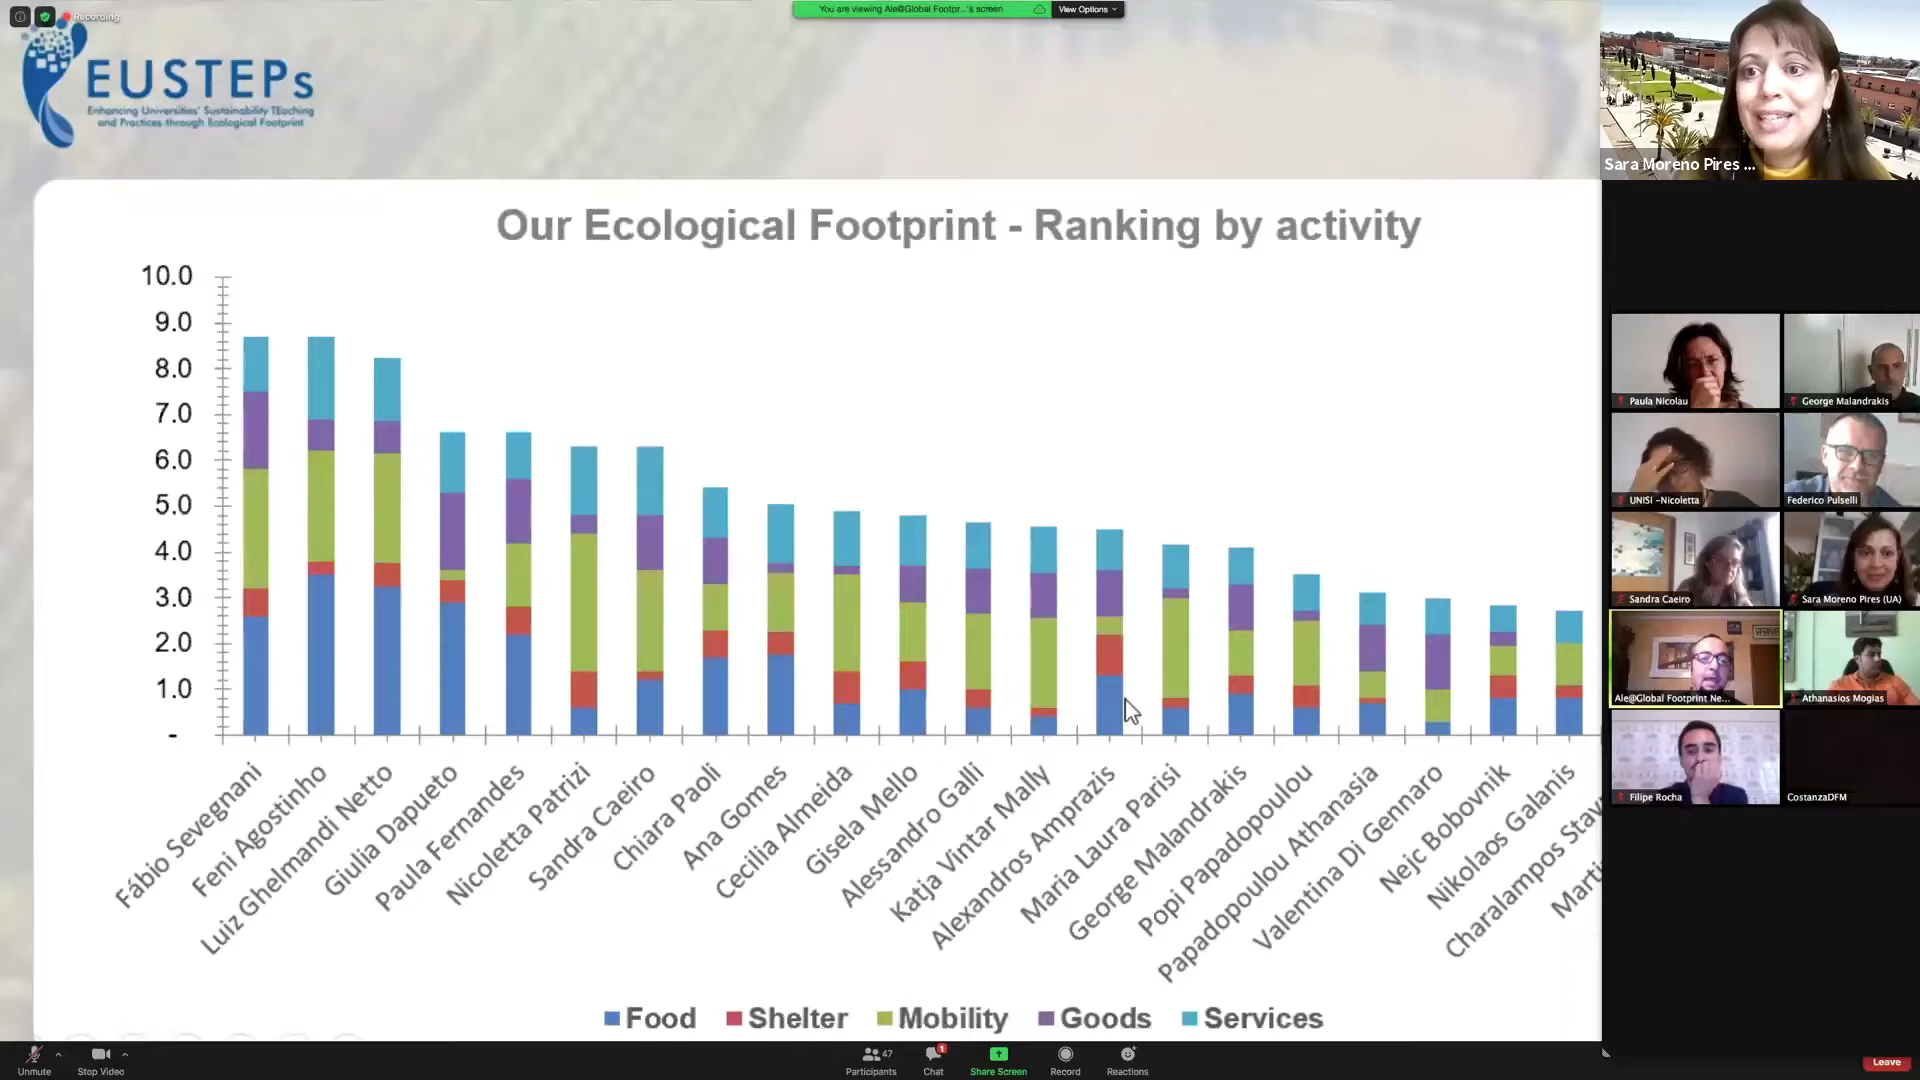 Recording
You are viewing Ale@Global Footpr...'s screen
View Options
EUSTEPs
Enhancing Universities' Sustainability TEaching
and Practices through Ecological Footprint
Sara Moreno Pires ...
Our Ecological Footprint - Ranking by activity
10.0
9.0
8.0
7.0
6.0
5.0
4.0
3.0
2.0
1.0
-
Fábio Sevegnani
Feni Agostinho
Luiz Ghelmandi Netto
Giulia Dapueto
Paula Fernandes
Nicoletta Patrizi
Sandra Caeiro
Chiara Paoli
Ana Gomes
Cecilia Almeida
Gisela Mello
Alessandro Galli
Katja Vintar Mally
Alexandros Amprazis
Maria Laura Parisi
George Malandrakis
Popi Papadopoulou
Papadopoulou Athanasia
Valentina Di Gennaro
Nejc Bobovnik
Nikolaos Galanis
Charalampos Stav
Marti
Food
Shelter
Mobility
Goods
Services
Paula Nicolau
George Malandrakis
UNISI -Nicoletta
Federico Pulselli
Sandra Caeiro
Sara Moreno Pires (UA)
Ale@Global Footprint Ne...
Athanasios Mogias
Filipe Rocha
CostanzaDFM
Unmute
Stop Video
47
Participants
1
Chat
Share Screen
Record
Reactions
Leave